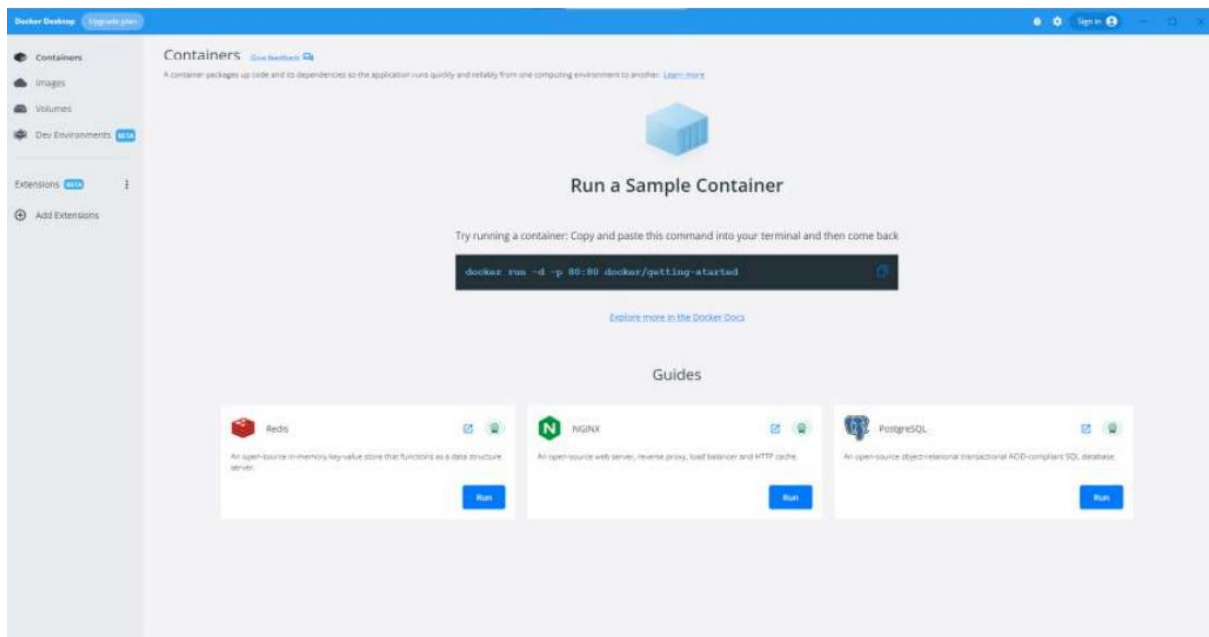 Docker Desktop Upgrade plan Sign in
Containers
Images
Volumes
Dev Environments BETA
Extensions BETA
Add Extensions
Containers Give feedback
A container packages up code and its dependencies so the application runs quickly and reliably from one computing environment to another. Learn more
Run a Sample Container
Try running a container: Copy and paste this command into your terminal and then come back
docker run -d -p 80:80 docker/getting-started
Explore more in the Docker Docs
Guides
Redis
An open-source in-memory key-value store that functions as a data structure
server.
Run
NGINX
An open-source web server, reverse proxy, load balancer and HTTP cache.
Run
PostgreSQL
An open-source object-relational transactional ACID-compliant SQL database.
Run